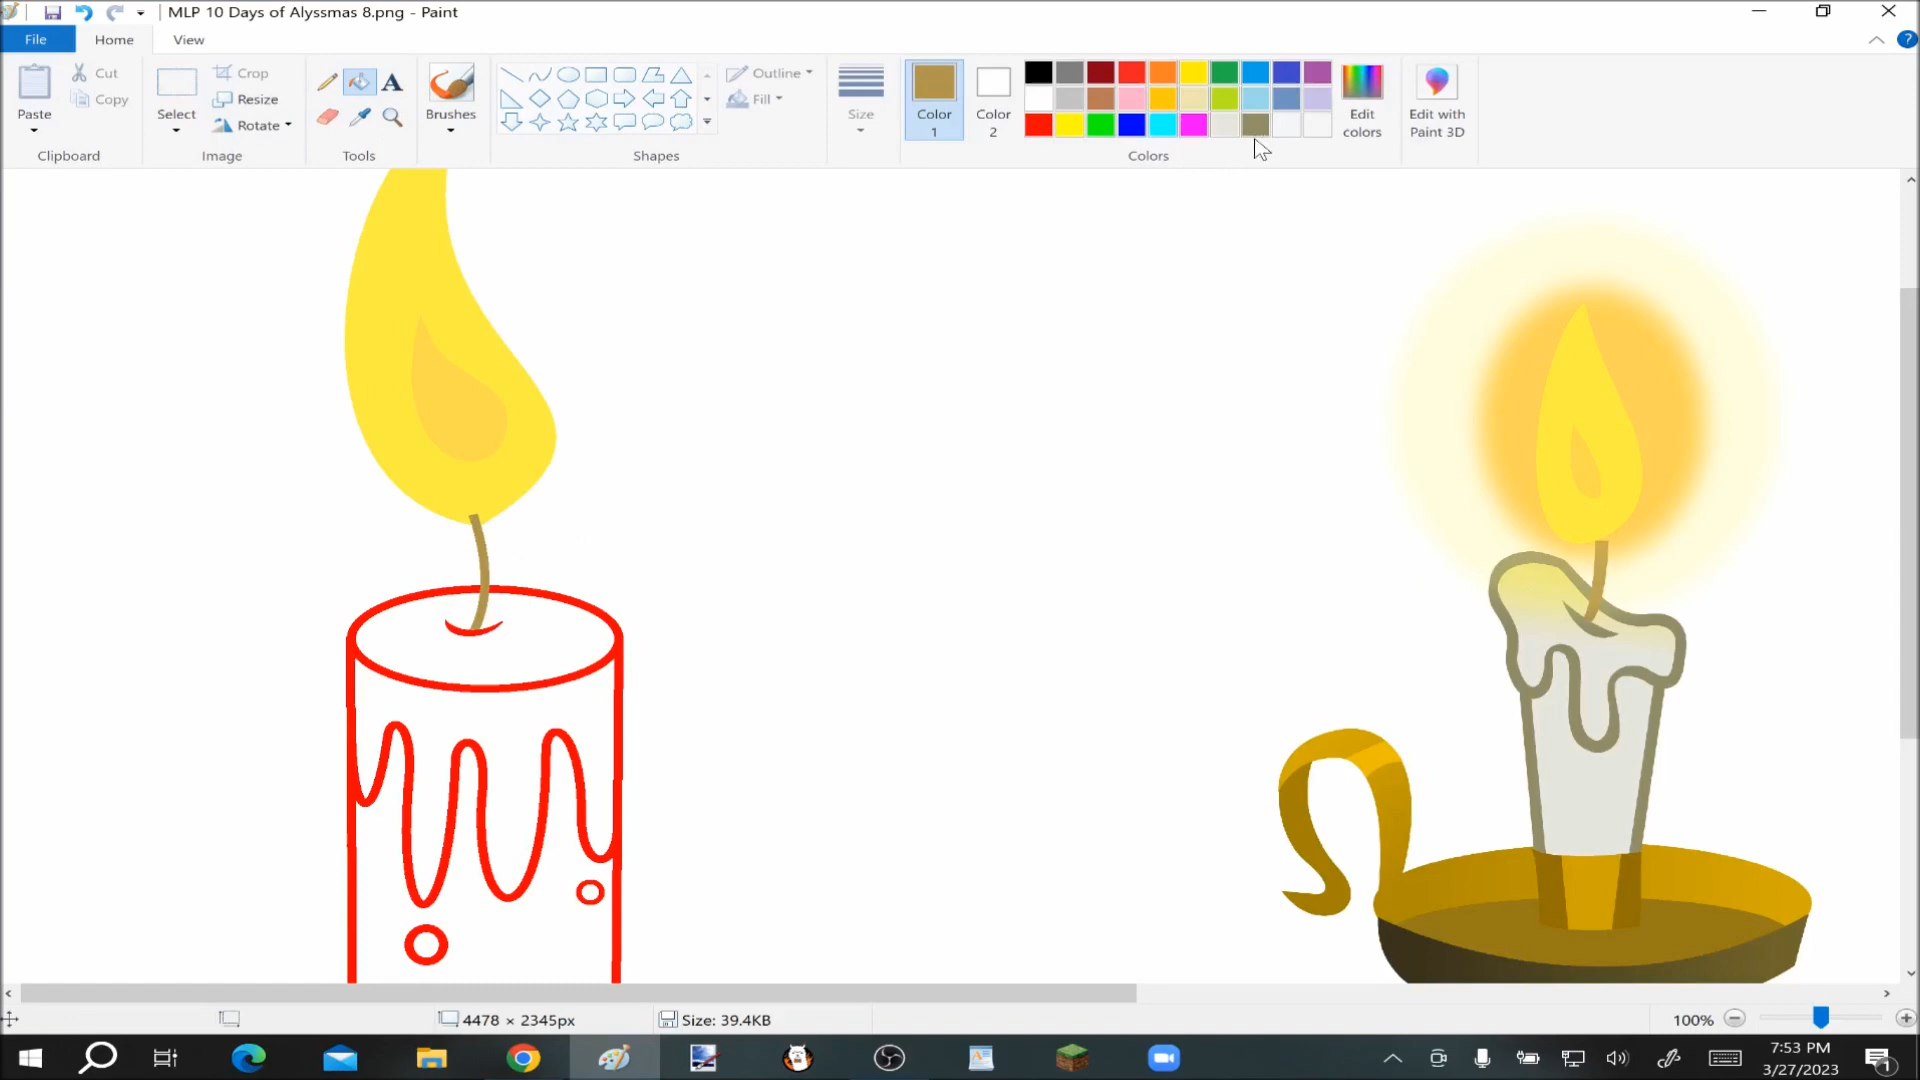 MLP 10 Days of Alyssmas 8.png - Paint
File Home View ?
Cut Crop Outline
Copy Resize A Fill
Paste Select Rotate Brushes Size Color 1 Color 2 Edit colors Edit with Paint 3D
Clipboard Image Tools Shapes Colors
4478 × 2345px Size: 39.4KB 100%
7:53 PM
3/27/2023 1